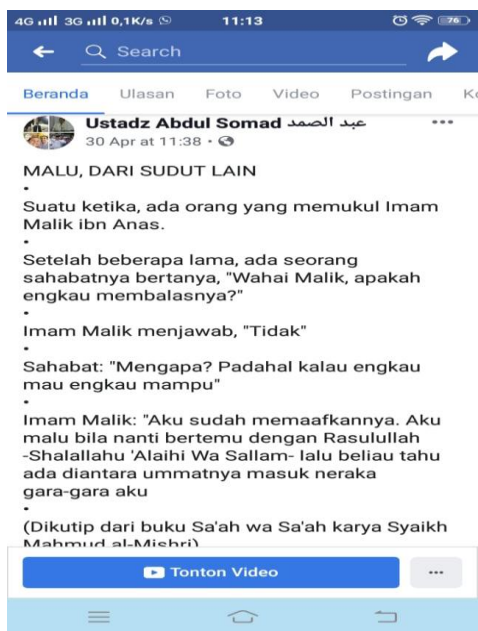 4G 3G 0,1K/s 11:13 76
Search
Beranda Ulasan Foto Video Postingan Ko
Ustadz Abdul Somad عبد الصمد
30 Apr at 11:38 •
MALU, DARI SUDUT LAIN
•
Suatu ketika, ada orang yang memukul Imam
Malik ibn Anas.
•
Setelah beberapa lama, ada seorang
sahabatnya bertanya, "Wahai Malik, apakah
engkau membalasnya?"
•
Imam Malik menjawab, "Tidak"
•
Sahabat: "Mengapa? Padahal kalau engkau
mau engkau mampu"
•
Imam Malik: "Aku sudah memaafkannya. Aku
malu bila nanti bertemu dengan Rasulullah
-Shalallahu 'Alaihi Wa Sallam- lalu beliau tahu
ada diantara ummatnya masuk neraka
gara-gara aku
•
(Dikutip dari buku Sa'ah wa Sa'ah karya Syaikh
Mahmud al-Mishri)
Tonton Video